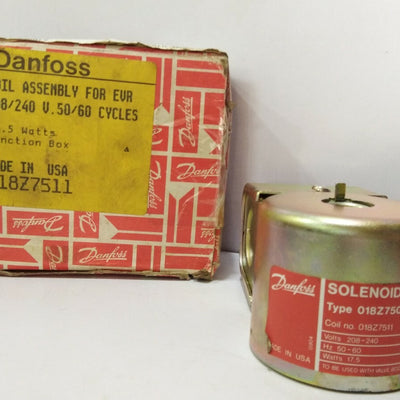 Danfoss
OIL ASSEMBLY FOR EVR
8/240 V.50/60 CYCLES
.5 Watts
nction Box
DE IN USA
018Z7511
Danfoss
Danfoss
Danfoss
Danfoss
Danfoss
SOLENOID
Type 018Z750
Coil no. 018Z7511
Volts 208-240
Hz 50-60
Watts 17.5
MADE IN USA
TO BE USED WITH VALVE BOD